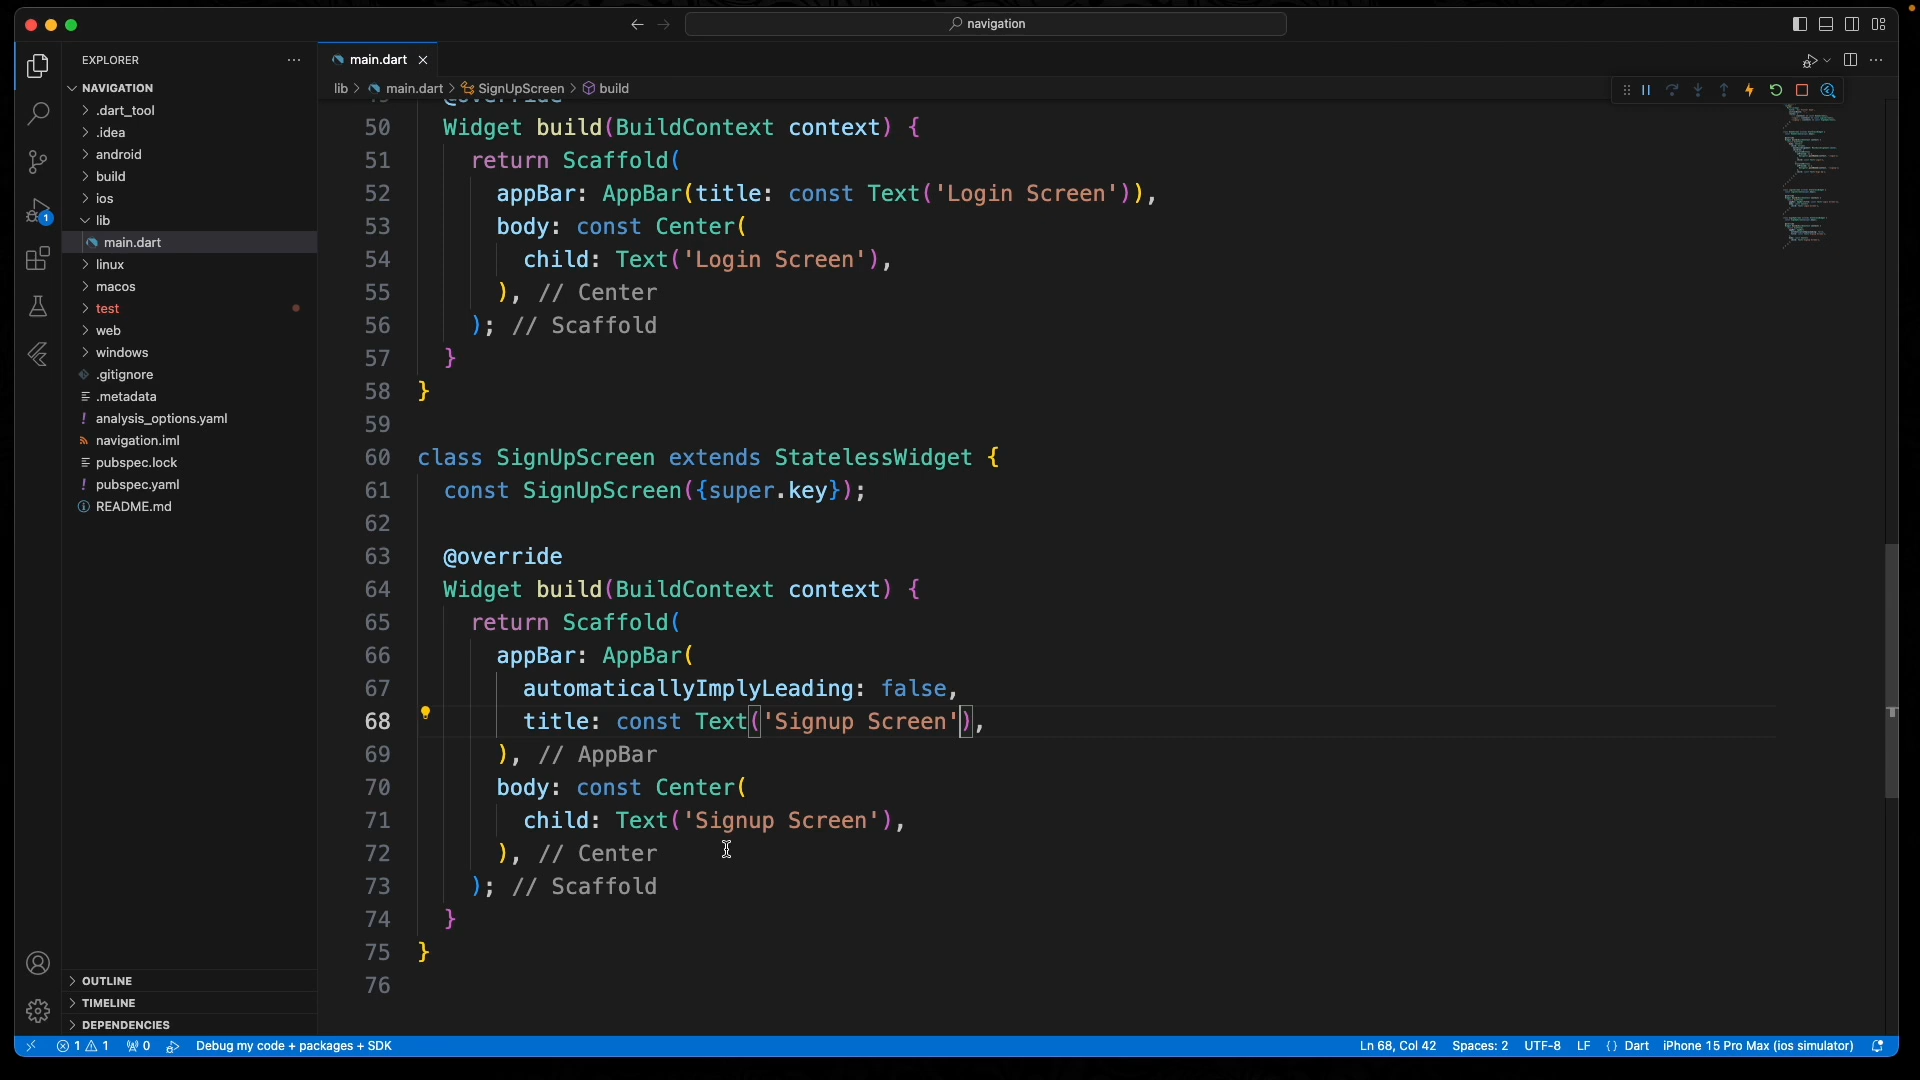 navigation
EXPLORER
main.dart
NAVIGATION
lib > main.dart > SignUpScreen > build
.dart_tool
.idea
android
build
ios
lib
main.dart
linux
macos
test
web
windows
.gitignore
.metadata
analysis_options.yaml
navigation.iml
pubspec.lock
pubspec.yaml
README.md
OUTLINE
TIMELINE
DEPENDENCIES
1
50 Widget build(BuildContext context) {
51 return Scaffold(
52 appBar: AppBar(title: const Text('Login Screen')),
53 body: const Center(
54 child: Text('Login Screen'),
55 ), // Center
56 ); // Scaffold
57 }
58 }
59
60 class SignUpScreen extends StatelessWidget {
61 const SignUpScreen({super.key});
62
63 @override
64 Widget build(BuildContext context) {
65 return Scaffold(
66 appBar: AppBar(
67 automaticallyImplyLeading: false,
68 title: const Text('Signup Screen'),
69 ), // AppBar
70 body: const Center(
71 child: Text('Signup Screen'),
72 ), // Center
73 ); // Scaffold
74 }
75 }
76
1 1 0 Debug my code + packages + SDK Ln 68, Col 42 Spaces: 2 UTF-8 LF {} Dart iPhone 15 Pro Max (ios simulator)